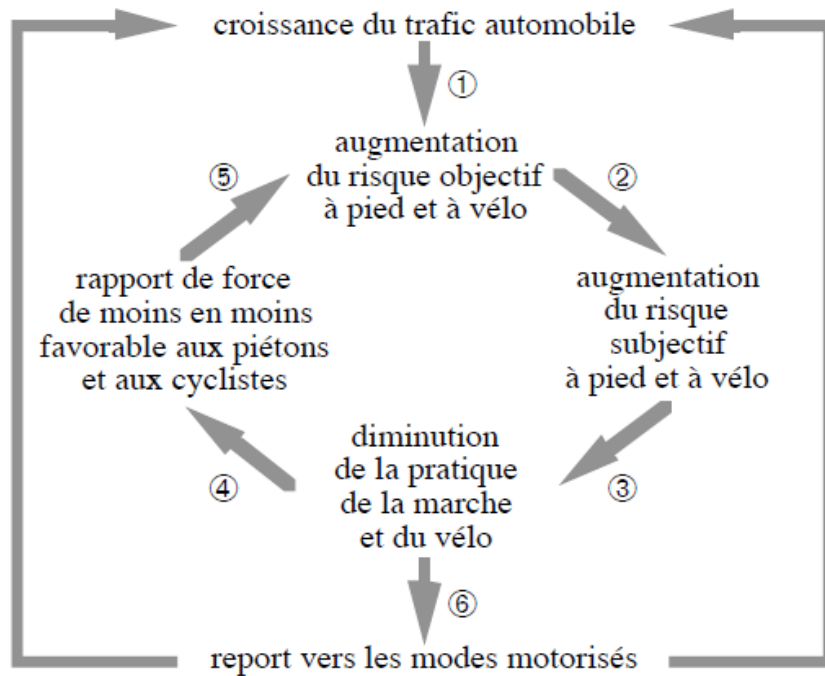 croissance du trafic automobile
①
augmentation
du risque objectif
à pied et à vélo
②
augmentation
du risque
subjectif
à pied et à vélo
③
diminution
de la pratique
de la marche
et du vélo
④
rapport de force
de moins en moins
favorable aux piétons
et aux cyclistes
⑤
⑥
report vers les modes motorisés